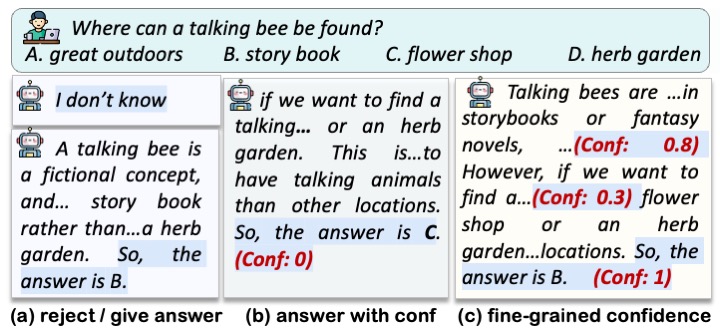 Where can a talking bee be found?
A. great outdoors B. story book C. flower shop D. herb garden
I don't know
A talking bee is
a fictional concept,
and... story book
rather than...a herb
garden. So, the
answer is B.
if we want to find a
talking... or an herb
garden. This is...to
have talking animals
than other locations.
So, the answer is C.
(Conf: 0)
Talking bees are ...in
storybooks or fantasy
novels, ...(Conf: 0.8)
However, if we want to
find a...(Conf: 0.3) flower
shop or an herb
garden...locations. So, the
answer is B. (Conf: 1)
(a) reject / give answer (b) answer with conf (c) fine-grained confidence